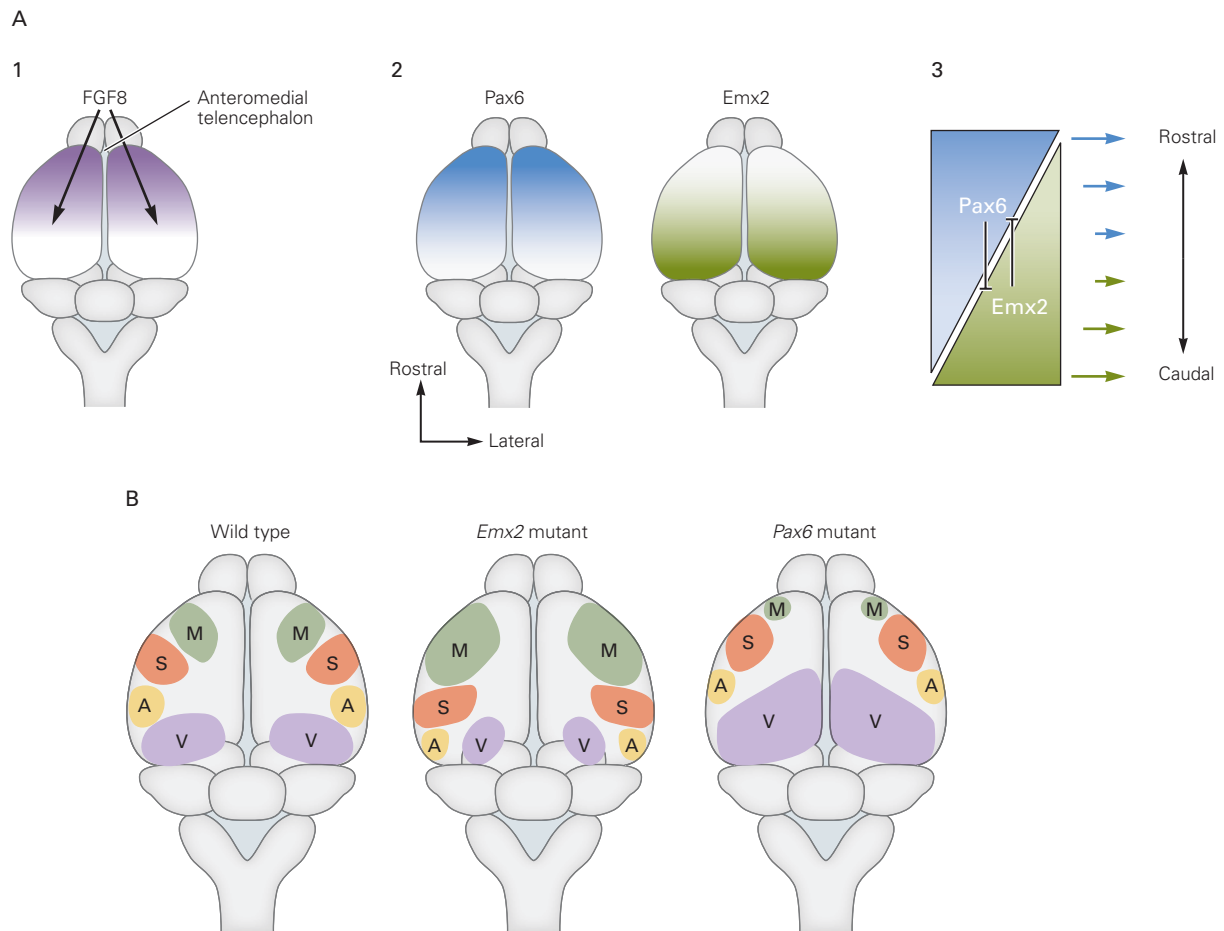 A
1
FGF8
Anteromedial
telencephalon
2
Pax6
Emx2
Rostral
Lateral
3
Pax6
Emx2
Rostral
Caudal
B
Wild type
M
M
S
S
A
A
V
V
Emx2 mutant
M
M
S
S
A
V
V
A
Pax6 mutant
M
M
S
S
A
A
V
V